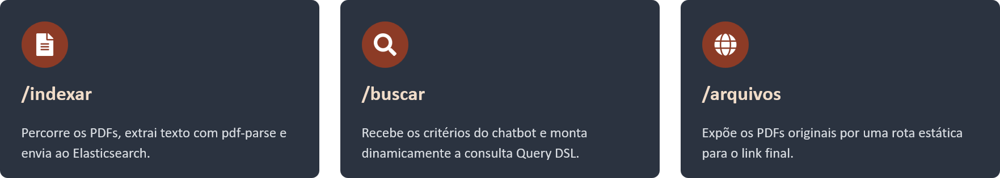 /indexar
Percorre os PDFs, extrai texto com pdf-parse e
envia ao Elasticsearch.
/buscar
Recebe os critérios do chatbot e monta
dinamicamente a consulta Query DSL.
/arquivos
Expõe os PDFs originais por uma rota estática
para o link final.